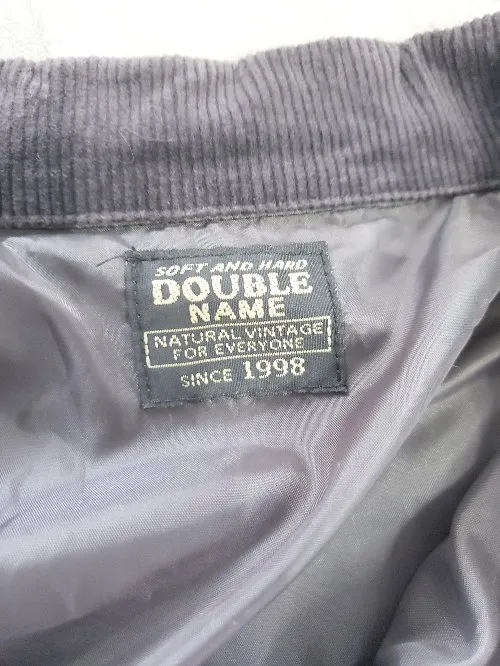 SOFT AND HARD
DOUBLE
NAME
NATURAL VINTAGE
FOR EVERYONE
SINCE 1998